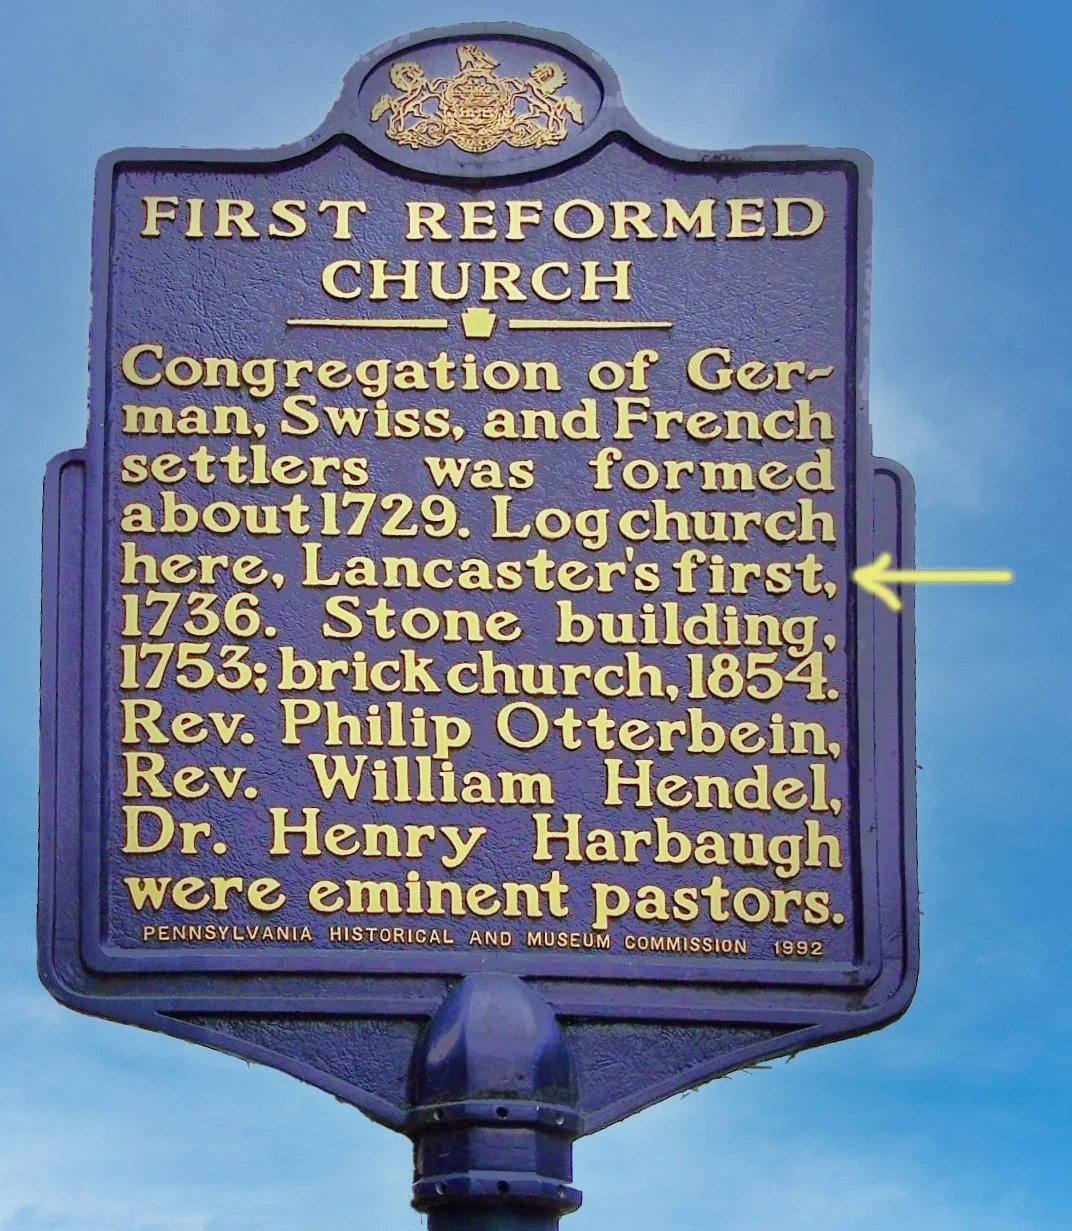 FIRST REFORMED
CHURCH
Congregation of Ger-
man, Swiss, and French
settlers was formed
about 1729. Log church
here, Lancaster's first,
1736. Stone building,
1753; brick church, 1854.
Rev. Philip Otterbein,
Rev. William Hendel,
Dr. Henry Harbaugh
were eminent pastors.
PENNSYLVANIA HISTORICAL AND MUSEUM COMMISSION 1992